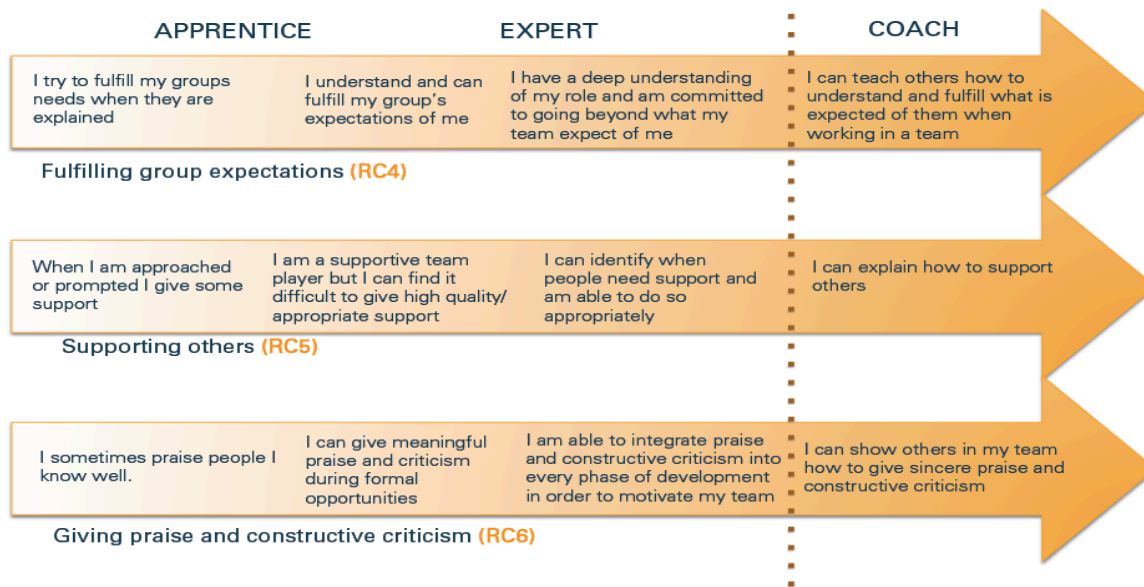 APPRENTICE
EXPERT
COACH
I try to fulfill my groups
needs when they are
explained
I understand and can
fulfill my group's
expectations of me
I have a deep understanding
of my role and am committed
to going beyond what my
team expect of me
I can teach others how to
understand and fulfill what is
expected of them when
working in a team
Fulfilling group expectations (RC4)
When I am approached
or prompted I give some
support
I am a supportive team
player but I can find it
difficult to give high quality/
appropriate support
I can identify when
people need support and
am able to do so
appropriately
I can explain how to support
others
Supporting others (RC5)
I sometimes praise people I
know well.
I can give meaningful
praise and criticism
during formal
opportunities
I am able to integrate praise
and constructive criticism into
every phase of development
in order to motivate my team
I can show others in my team
how to give sincere praise and
constructive criticism
Giving praise and constructive criticism (RC6)